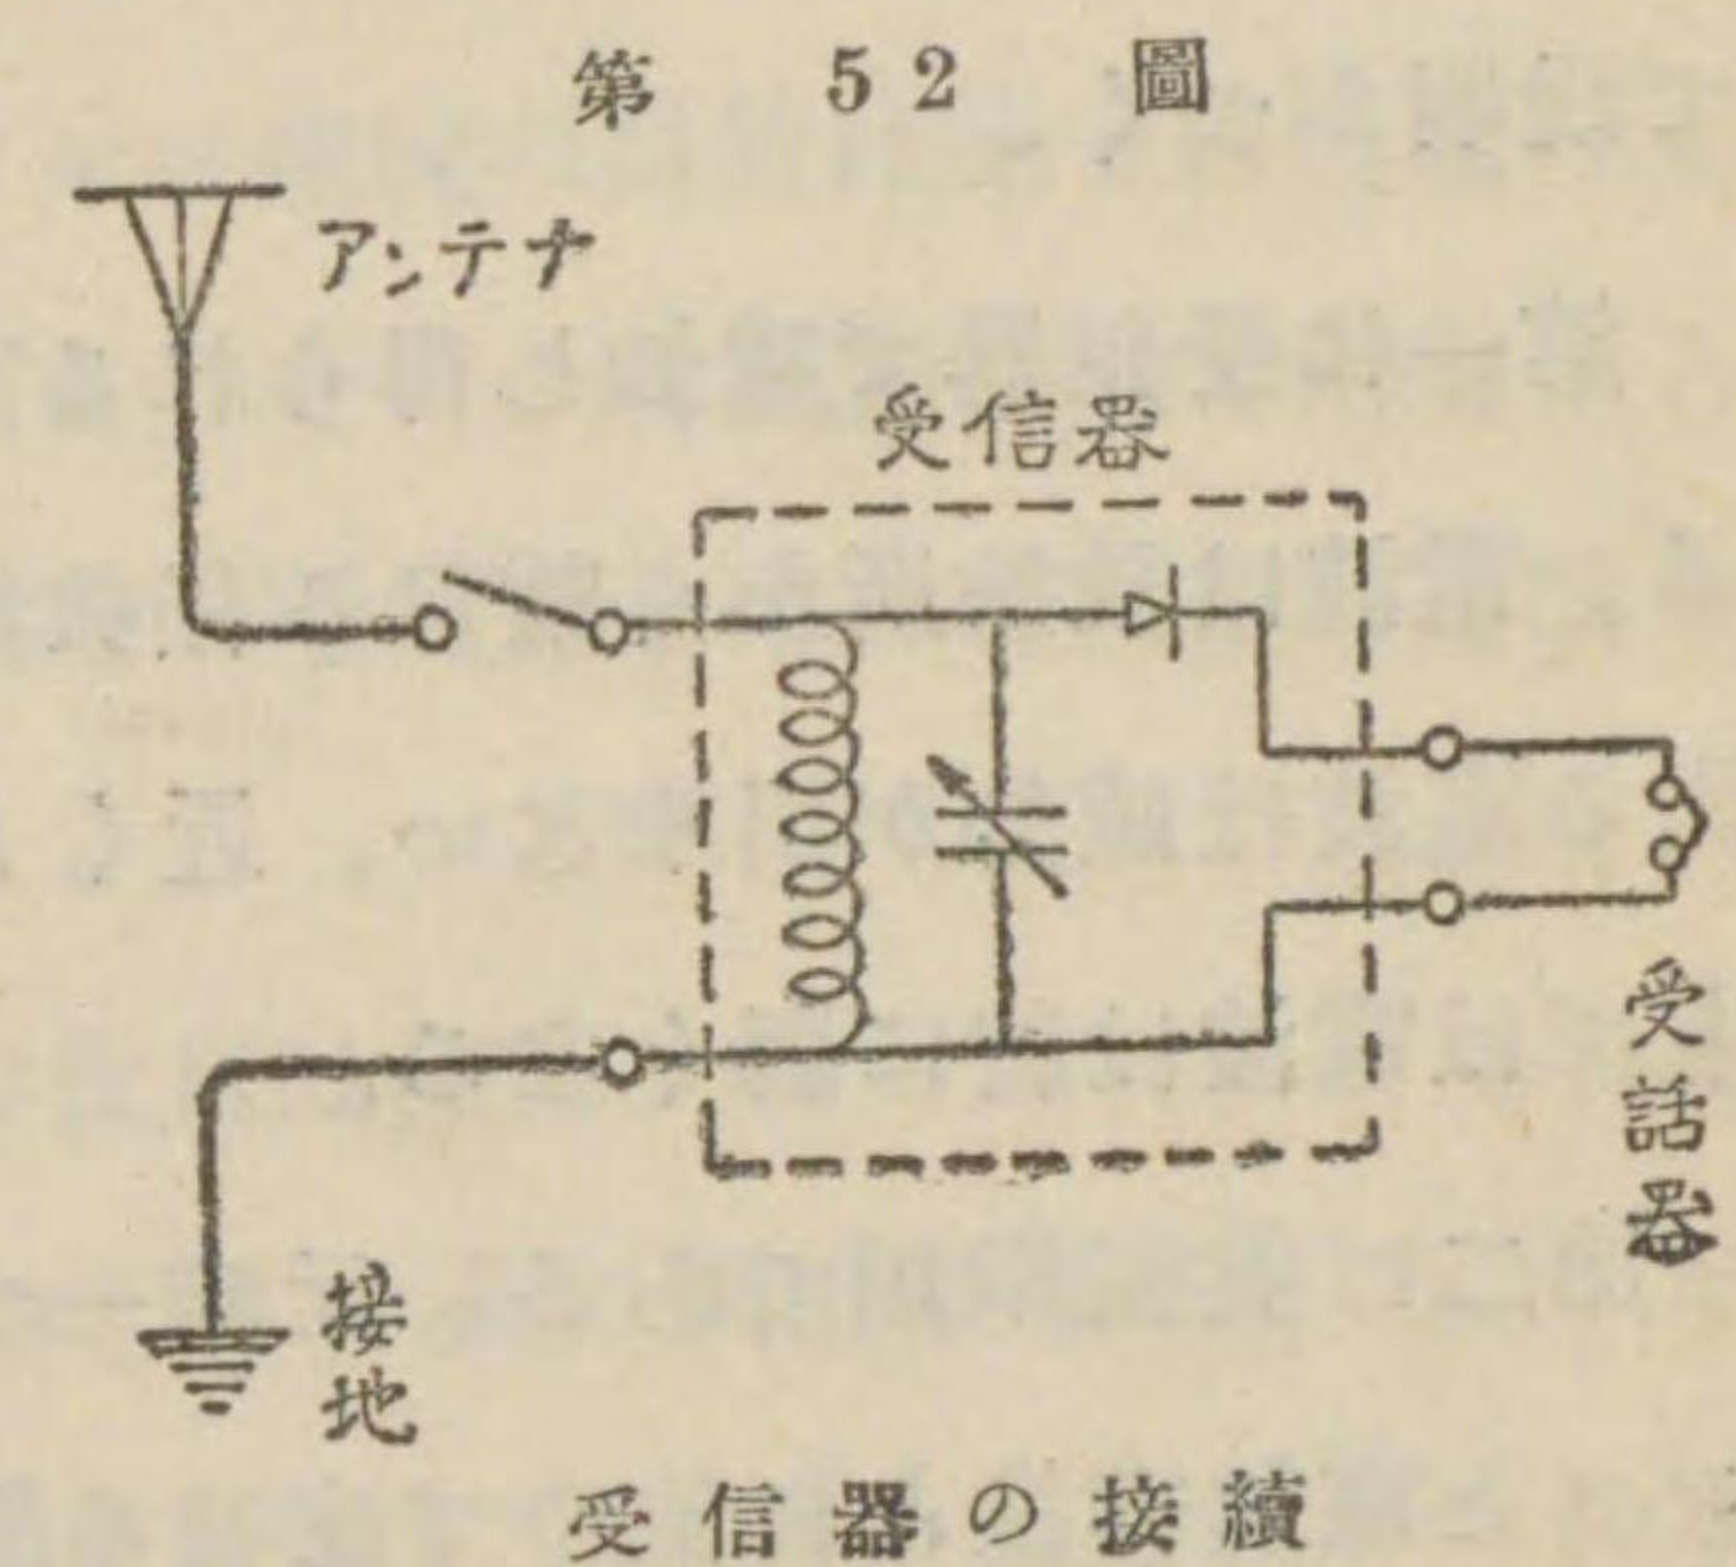 第 52 圖
アンテナ
受信器
受話器
接地
受信器の接續